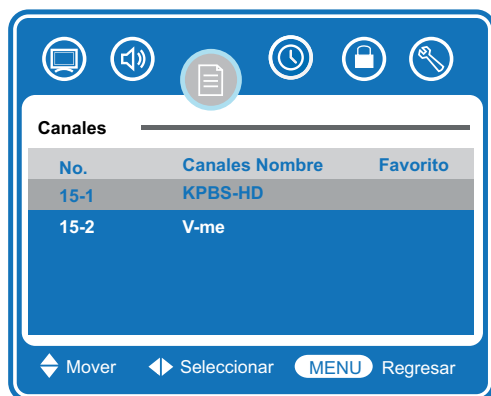 Canales
No. Canales Nombre Favorito
15-1 KPBS-HD
15-2 V-me
Mover Seleccionar MENU Regresar